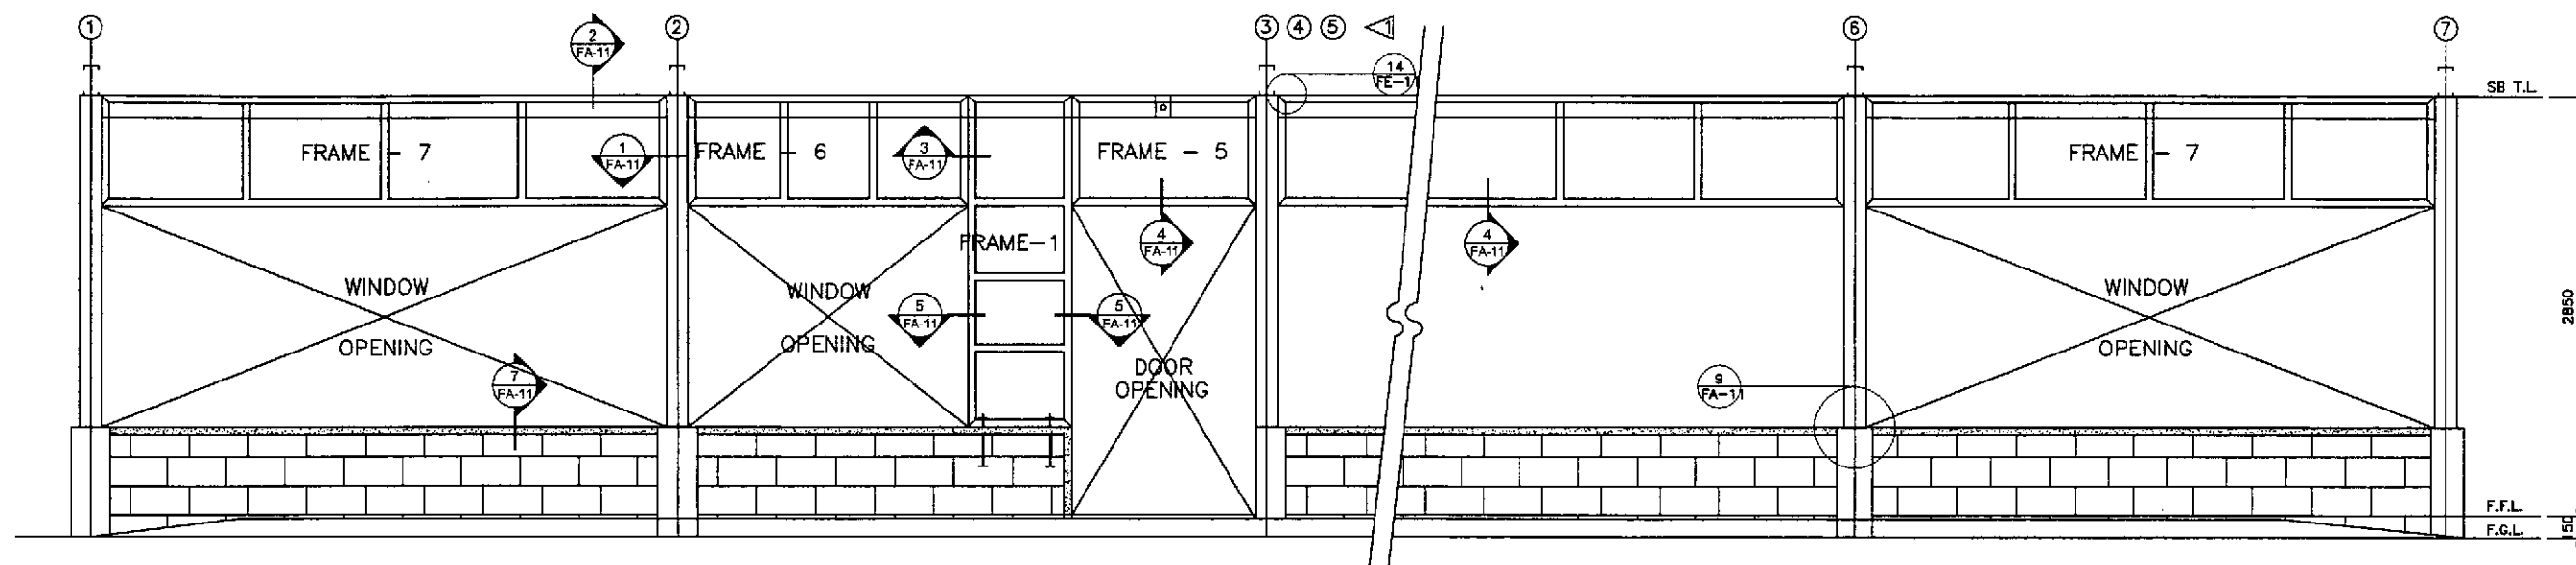 1
2
3 4 5 1
6
7
2
FA-11
14
FE-1
SB T.L.
FRAME - 7
1
FA-11
FRAME - 6
3
FA-11
FRAME - 5
FRAME - 7
FRAME-1
4
FA-11
4
FA-11
WINDOW
OPENING
WINDOW
OPENING
5
FA-11
5
FA-11
WINDOW
OPENING
2850
7
FA-11
DOOR
OPENING
9
FA-11
F.F.L.
150
F.G.L.